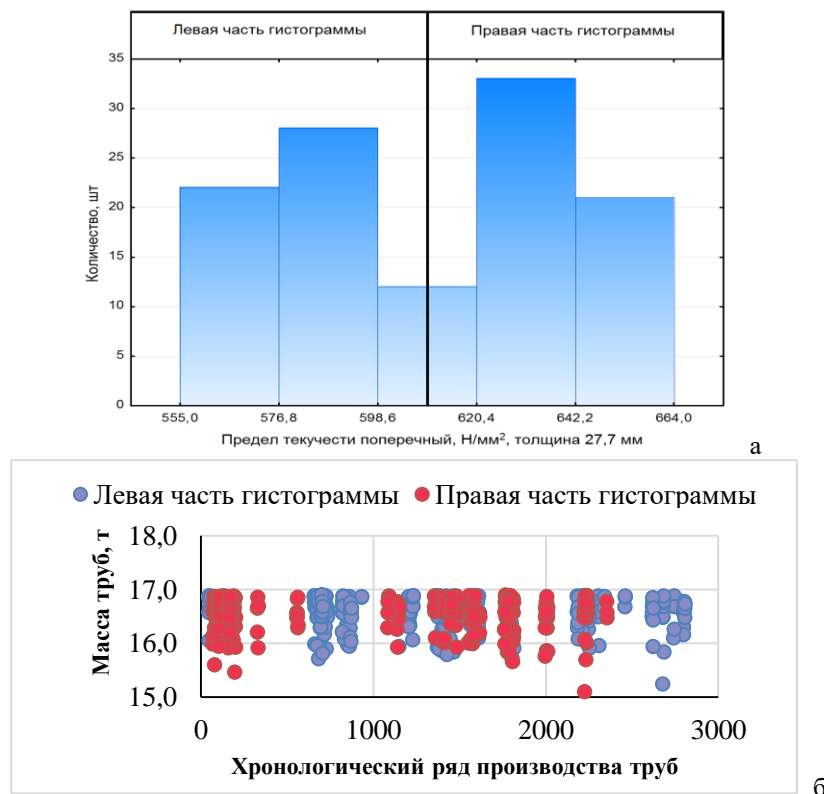 Левая часть гистограммы Правая часть гистограммы
35
30
25
20
15
10
5
0
Количество, шт
555,0 576,8 598,6 620,4 642,2 664,0
Предел текучести поперечный, Н/мм², толщина 27,7 мм
а
Левая часть гистограммы Правая часть гистограммы
18,0
17,0
16,0
15,0
Масса труб, т
0 1000 2000 3000
Хронологический ряд производства труб
б